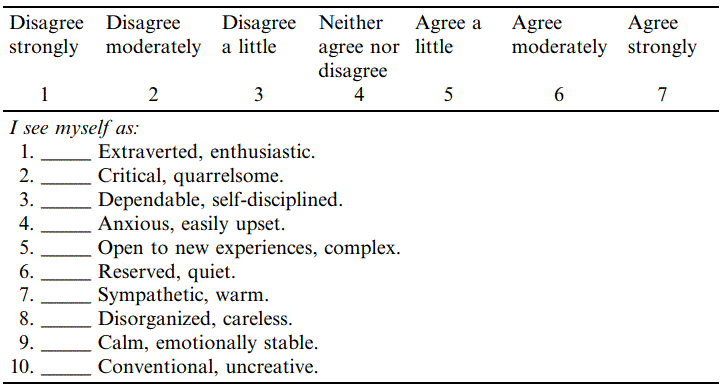 Disagree Disagree Disagree Neither Agree a Agree Agree
strongly moderately a little agree nor little moderately strongly
disagree
1 2 3 4 5 6 7
I see myself as:
1. _____ Extraverted, enthusiastic.
2. _____ Critical, quarrelsome.
3. _____ Dependable, self-disciplined.
4. _____ Anxious, easily upset.
5. _____ Open to new experiences, complex.
6. _____ Reserved, quiet.
7. _____ Sympathetic, warm.
8. _____ Disorganized, careless.
9. _____ Calm, emotionally stable.
10. _____ Conventional, uncreative.